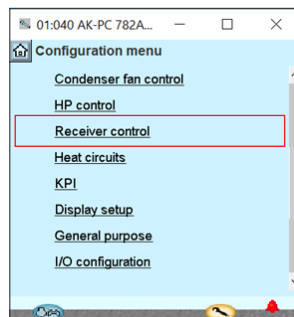 01:040 AK-PC 782A...
Configuration menu
Condenser fan control
HP control
Receiver control
Heat circuits
KPI
Display setup
General purpose
I/O configuration